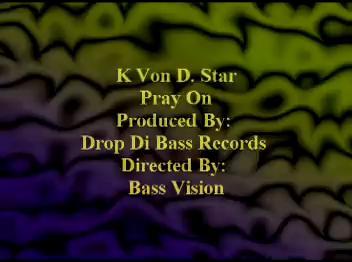 K Von D. Star
Pray On
Produced By:
Drop Di Bass Records
Directed By:
Bass Vision